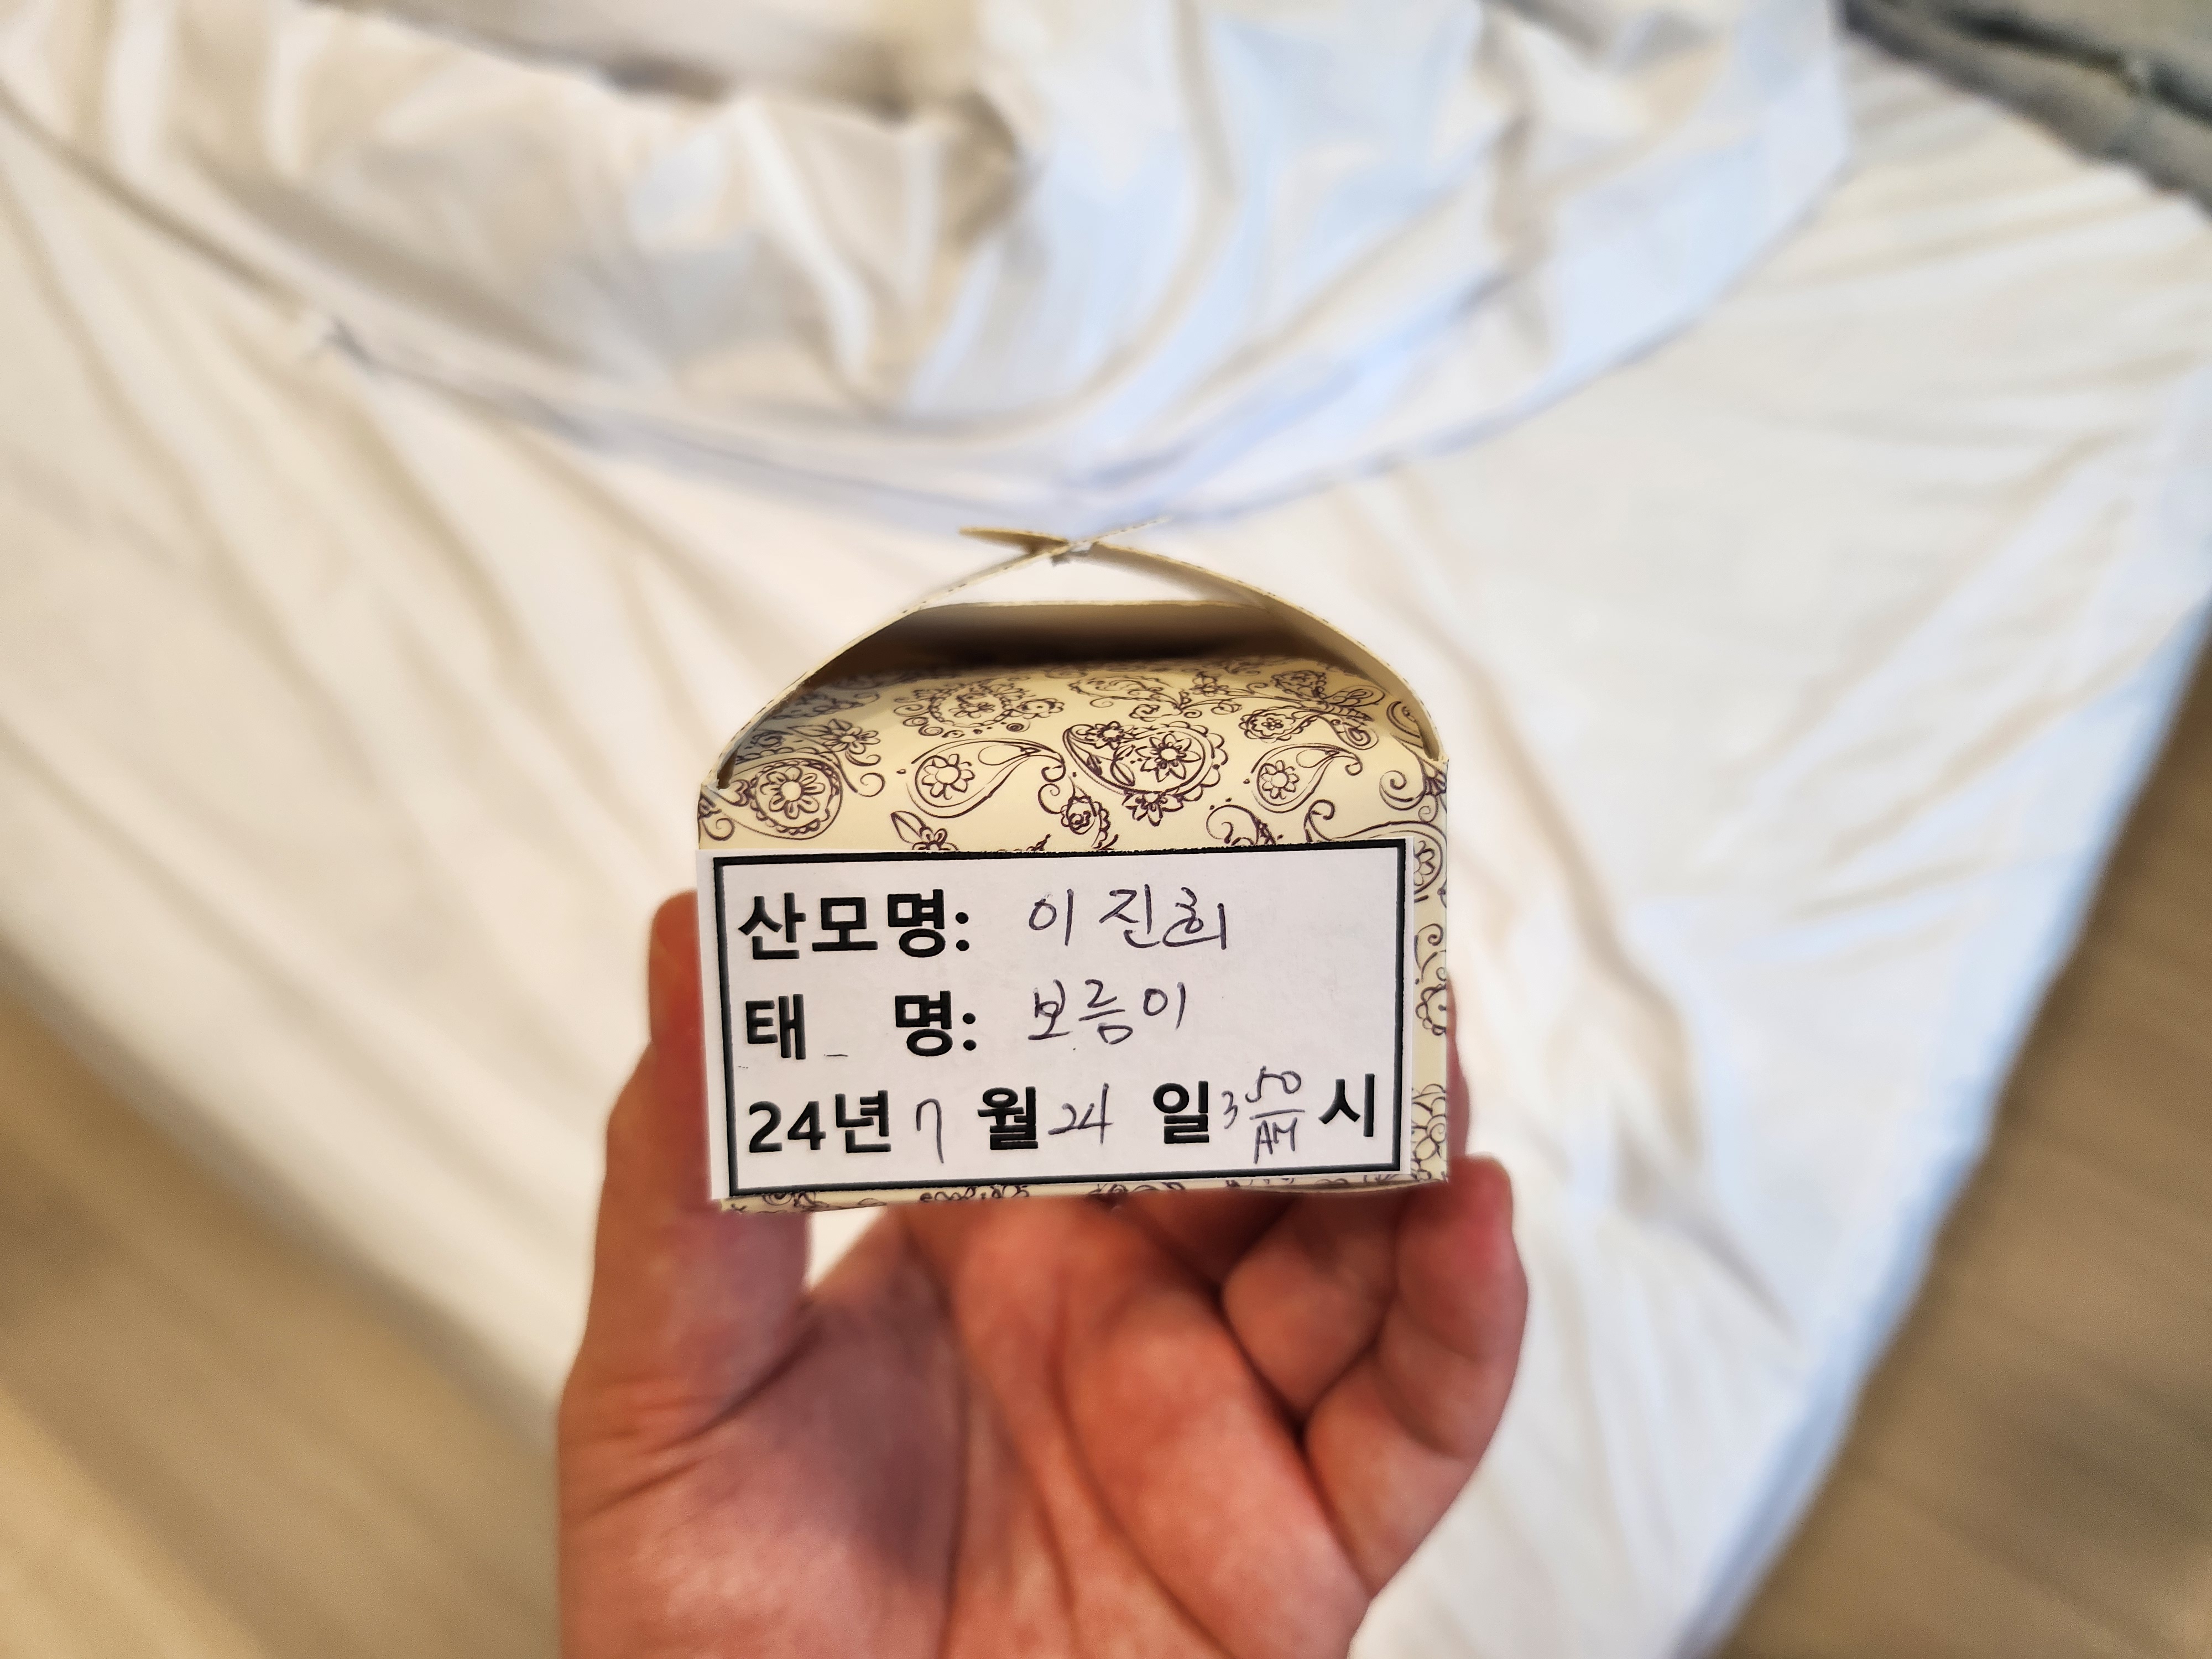 산모명: 이진희
태 명: 보름이
24년 7 월 24 일 3 50/AM 시